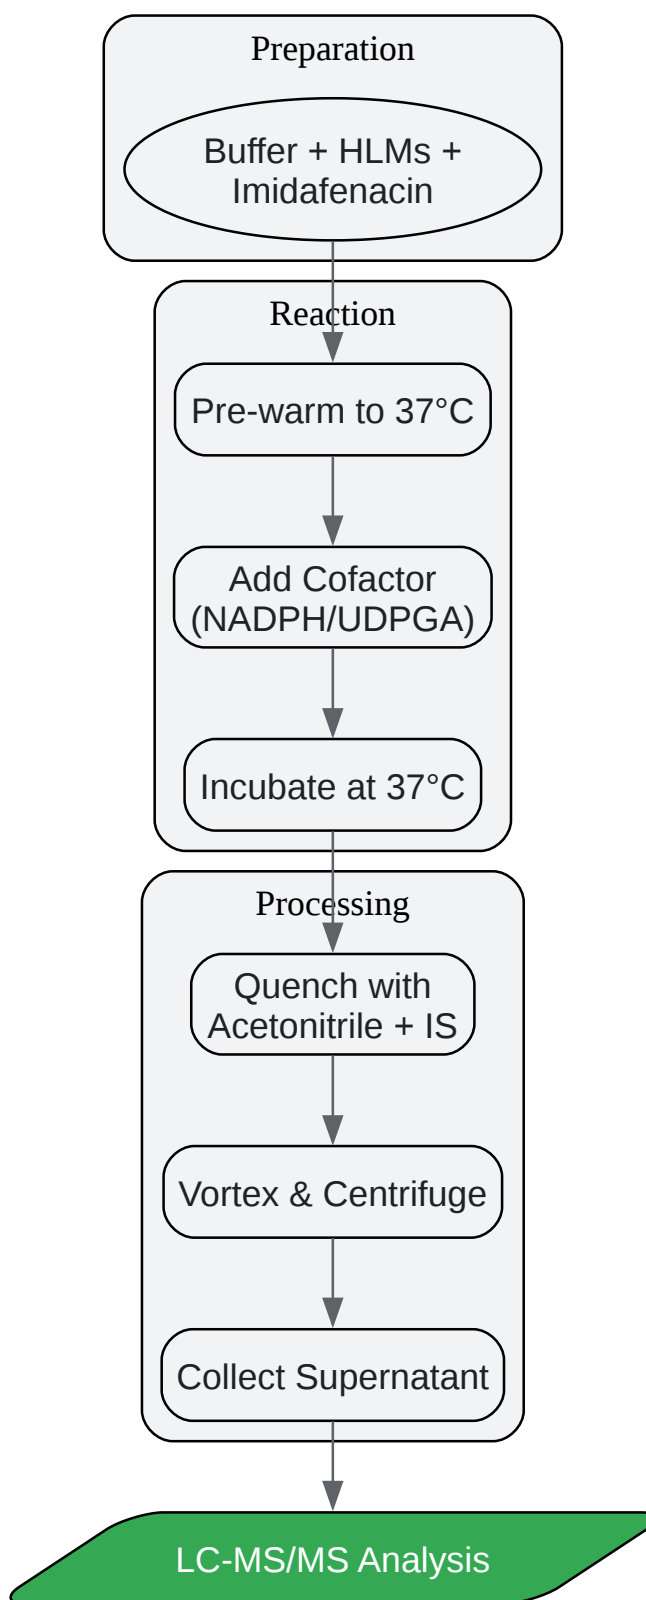 Preparation
Buffer + HLMs +
Imidafenacin
Reaction
Pre-warm to 37°C
Add Cofactor
(NADPH/UDPGA)
Incubate at 37°C
Processing
Quench with
Acetonitrile + IS
Vortex & Centrifuge
Collect Supernatant
LC-MS/MS Analysis